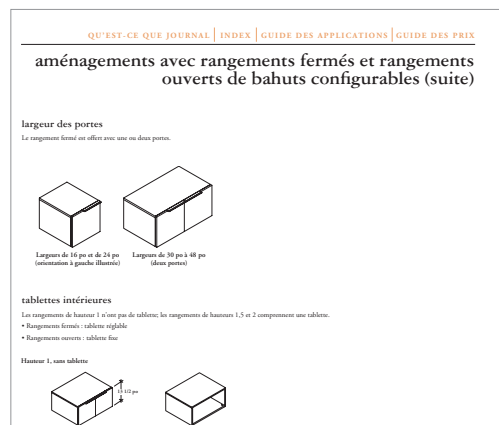 QU'EST-CE QUE JOURNAL | INDEX | GUIDE DES APPLICATIONS | GUIDE DES PRIX
aménagements avec rangements fermés et rangements
ouverts de bahuts configurables (suite)
largeur des portes
Le rangement fermé est offert avec une ou deux portes.
Largeurs de 16 po et de 24 po
(orientation à gauche illustrée)
Largeurs de 30 po à 48 po
(deux portes)
tablettes intérieures
Les rangements de hauteur 1 n'ont pas de tablette; les rangements de hauteurs 1,5 et 2 comprennent une tablette.
• Rangements fermés : tablette réglable
• Rangements ouverts : tablette fixe
Hauteur 1, sans tablette
13 1/2 po